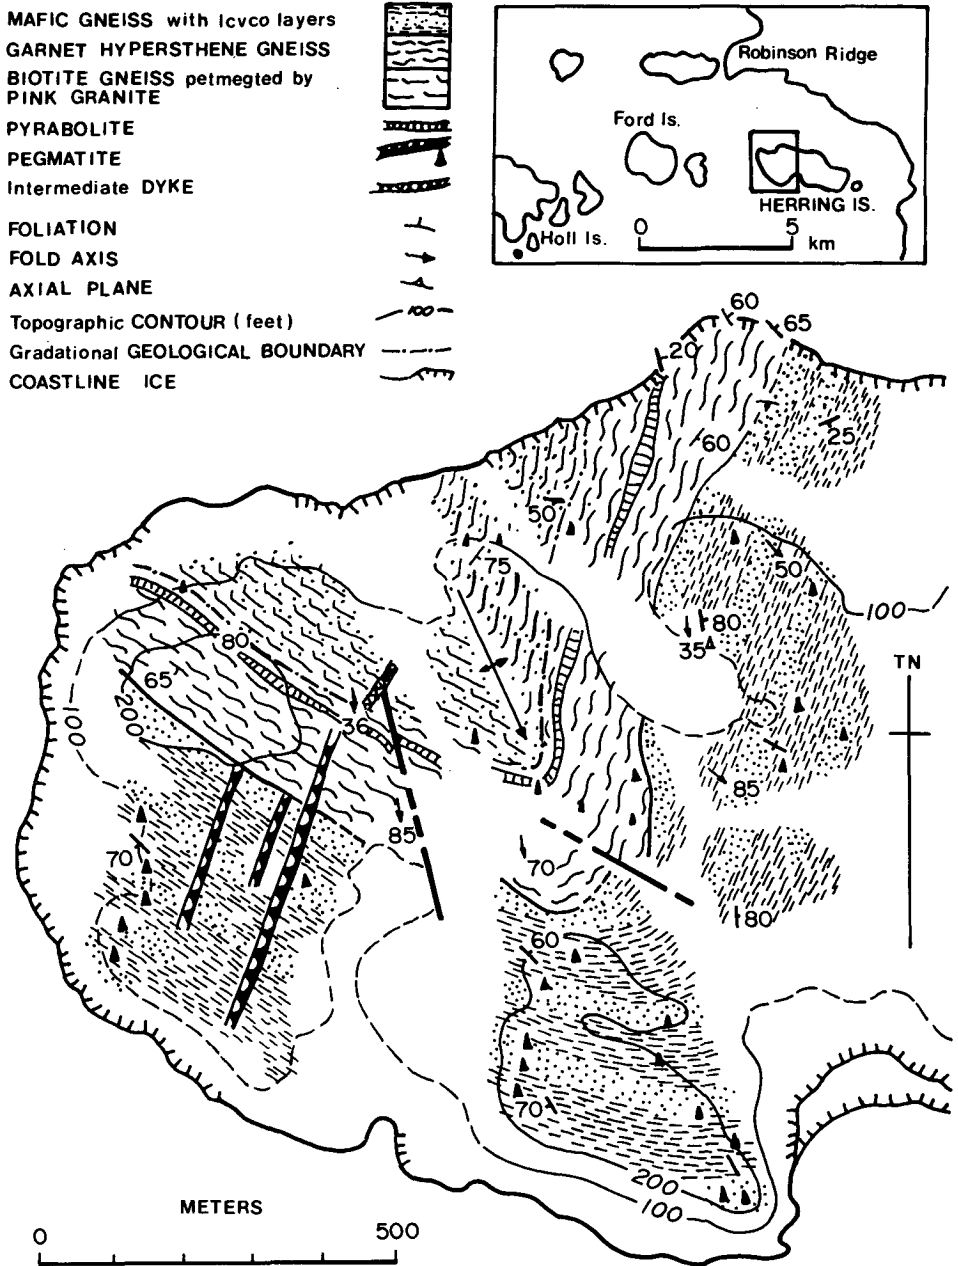 MAFIC GNEISS with lcvco layers
GARNET HYPERSTHENE GNEISS
BIOTITE GNEISS petmegted by
PINK GRANITE
PYRABOLITE
PEGMATITE
Intermediate DYKE
FOLIATION
FOLD AXIS
AXIAL PLANE
Topographic CONTOUR (feet)
100
Gradational GEOLOGICAL BOUNDARY
COASTLINE ICE
Robinson Ridge
Ford Is.
HERRING IS.
Holl Is.
0 5
km
60
65
20
25
60
50
75
50
100
80
35
80
65
200
100
36
TN
85
85
70
70
80
60
70
200
100
METERS
0 500